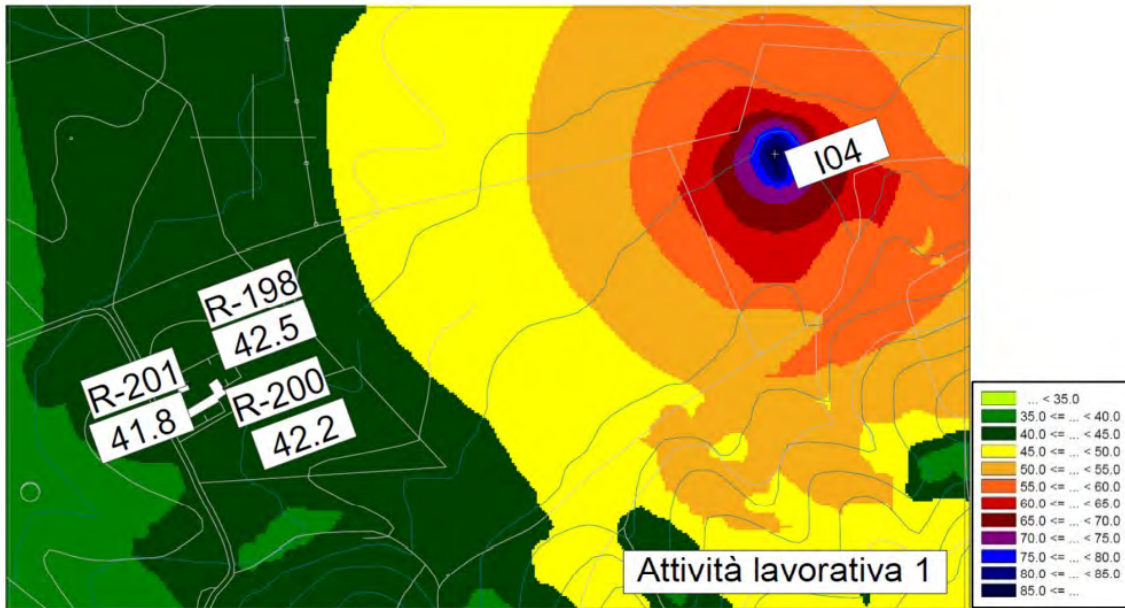 I04
R-198
42.5
R-201
41.8
R-200
42.2
Attività lavorativa 1
... < 35.0
35.0 <= ... < 40.0
40.0 <= ... < 45.0
45.0 <= ... < 50.0
50.0 <= ... < 55.0
55.0 <= ... < 60.0
60.0 <= ... < 65.0
65.0 <= ... < 70.0
70.0 <= ... < 75.0
75.0 <= ... < 80.0
80.0 <= ... < 85.0
85.0 <= ...